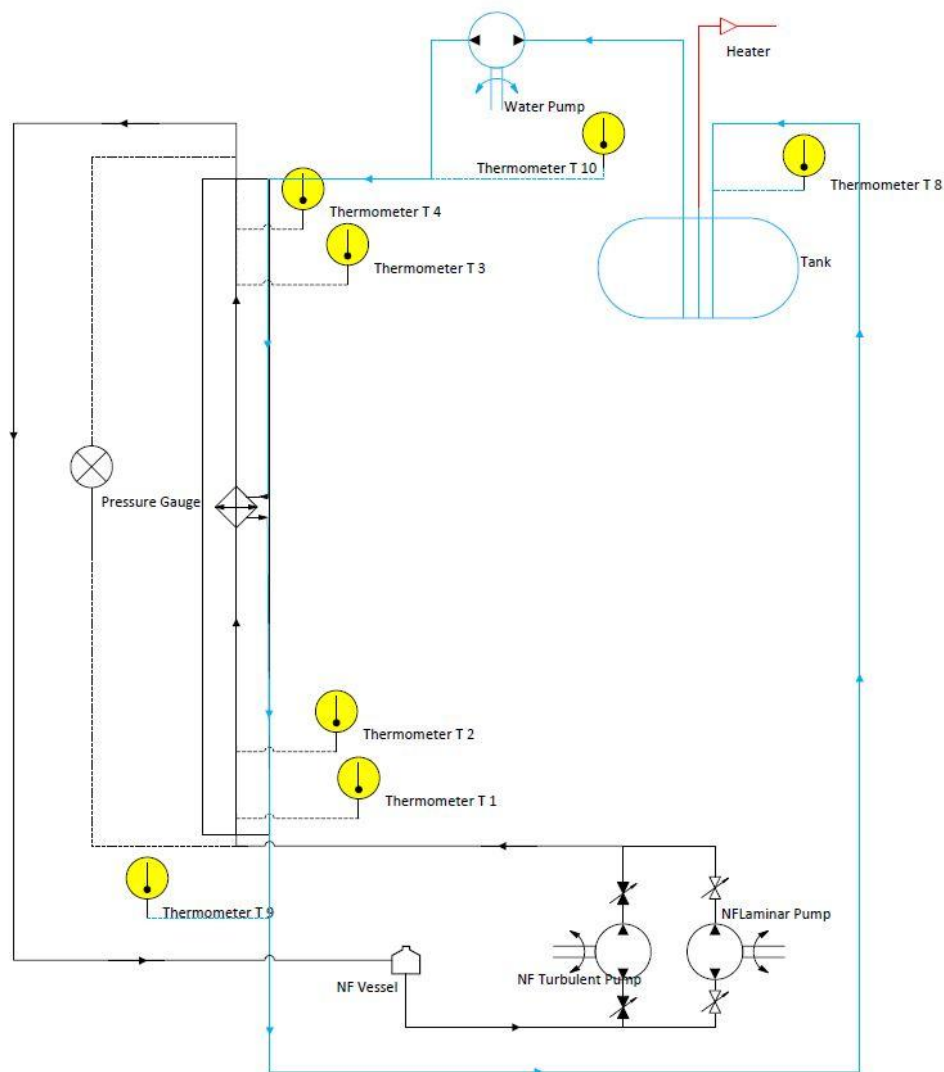 Heater
Water Pump
Thermometer T 10
Thermometer T 8
Thermometer T 4
Thermometer T 3
Tank
Pressure Gauge
Thermometer T 2
Thermometer T 1
Thermometer T 9
NFLaminar Pump
NF Turbulent Pump
NF Vessel